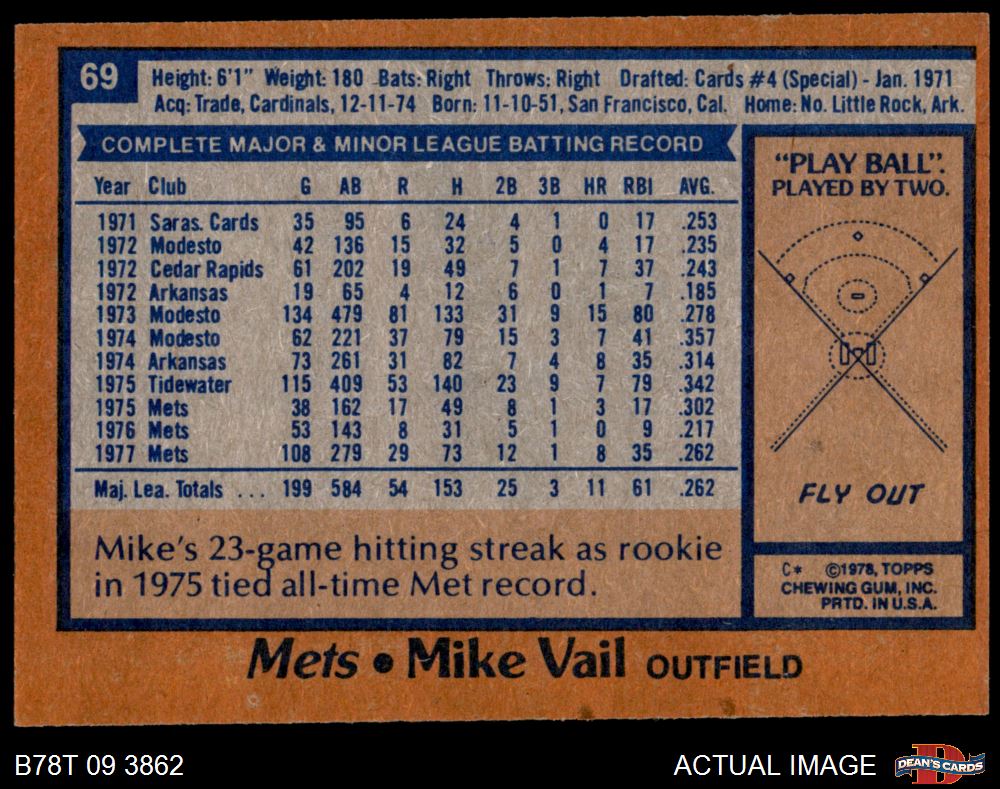 69
Height: 6'1" Weight: 180 Bats: Right Throws: Right Drafted: Cards #4 (Special) - Jan. 1971
Acq: Trade, Cardinals, 12-11-74 Born: 11-10-51, San Francisco, Cal. Home: No. Little Rock, Ark.
COMPLETE MAJOR & MINOR LEAGUE BATTING RECORD
Year Club G AB R H 2B 3B HR RBI AVG.
1971 Saras. Cards 35 95 6 24 4 1 0 17 .253
1972 Modesto 42 136 15 32 5 0 4 17 .235
1972 Cedar Rapids 61 202 19 49 7 1 7 37 .243
1972 Arkansas 19 65 4 12 6 0 1 7 .185
1973 Modesto 134 479 81 133 31 9 15 80 .278
1974 Modesto 62 221 37 79 15 3 7 41 .357
1974 Arkansas 73 261 31 82 7 4 8 35 .314
1975 Tidewater 115 409 53 140 23 9 7 79 .342
1975 Mets 38 162 17 49 8 1 3 17 .302
1976 Mets 53 143 8 31 5 1 0 9 .217
1977 Mets 108 279 29 73 12 1 8 35 .262
Maj. Lea. Totals ... 199 584 54 153 25 3 11 61 .262
Mike's 23-game hitting streak as rookie
in 1975 tied all-time Met record.
"PLAY BALL".
PLAYED BY TWO.
FLY OUT
C* ©1978, TOPPS
CHEWING GUM, INC.
PRTD. IN U.S.A.
Mets • Mike Vail OUTFIELD
B78T 09 3862
ACTUAL IMAGE
DEAN'S CARDS